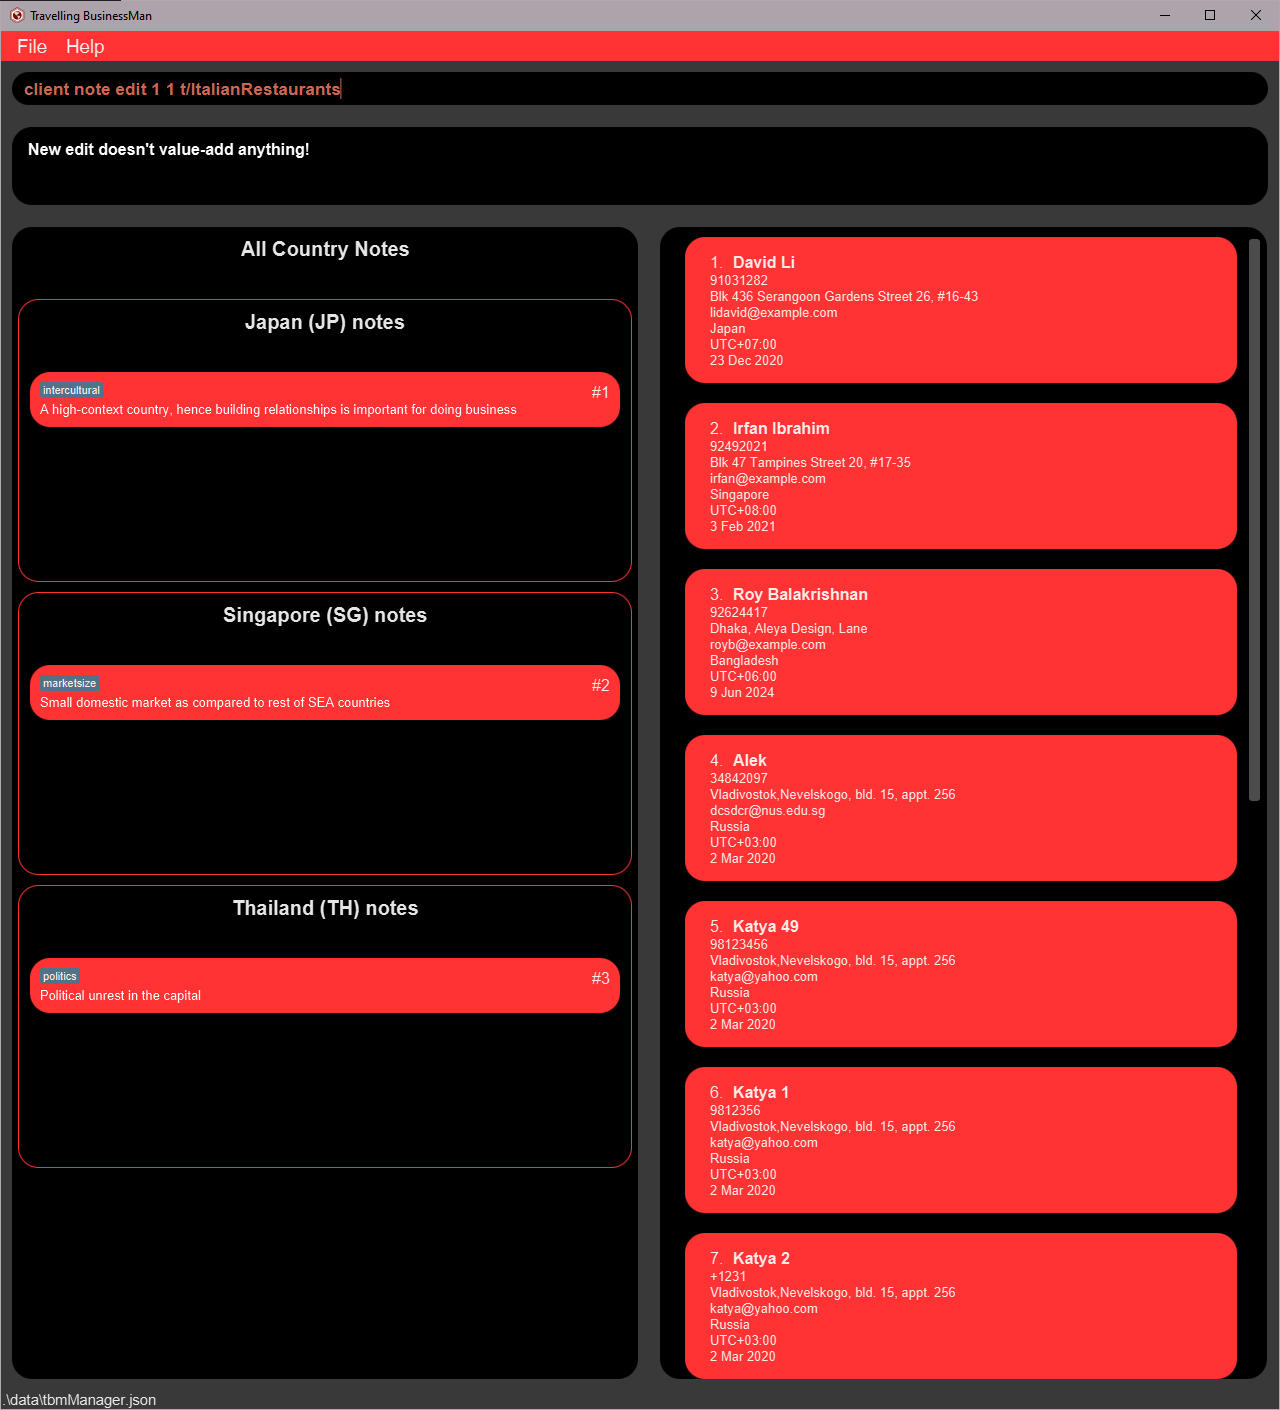 Travelling BusinessMan
File Help
client note edit 1 1 t/ItalianRestaurants
New edit doesn't value-add anything!
All Country Notes
Japan (JP) notes
intercultural
#1
A high-context country, hence building relationships is important for doing business
Singapore (SG) notes
marketsize
#2
Small domestic market as compared to rest of SEA countries
Thailand (TH) notes
politics
#3
Political unrest in the capital
1. David Li
91031282
Blk 436 Serangoon Gardens Street 26, #16-43
lidavid@example.com
Japan
UTC+07:00
23 Dec 2020
2. Irfan Ibrahim
92492021
Blk 47 Tampines Street 20, #17-35
irfan@example.com
Singapore
UTC+08:00
3 Feb 2021
3. Roy Balakrishnan
92624417
Dhaka, Aleya Design, Lane
royb@example.com
Bangladesh
UTC+06:00
9 Jun 2024
4. Alek
34842097
Vladivostok,Nevelskogo, bld. 15, appt. 256
dcsdcr@nus.edu.sg
Russia
UTC+03:00
2 Mar 2020
5. Katya 49
98123456
Vladivostok,Nevelskogo, bld. 15, appt. 256
katya@yahoo.com
Russia
UTC+03:00
2 Mar 2020
6. Katya 1
9812356
Vladivostok,Nevelskogo, bld. 15, appt. 256
katya@yahoo.com
Russia
UTC+03:00
2 Mar 2020
7. Katya 2
+1231
Vladivostok,Nevelskogo, bld. 15, appt. 256
katya@yahoo.com
Russia
UTC+03:00
2 Mar 2020
.\data\tbmManager.json